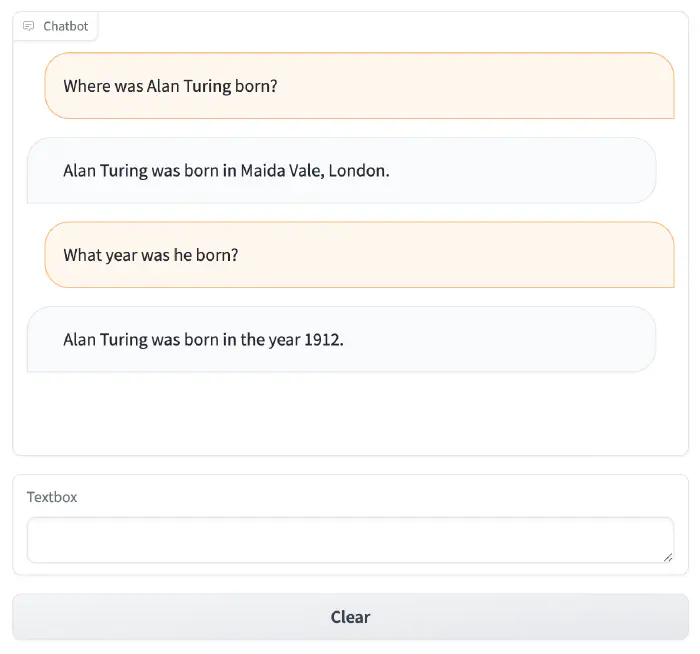 Chatbot
Where was Alan Turing born?
Alan Turing was born in Maida Vale, London.
What year was he born?
Alan Turing was born in the year 1912.
Textbox
Clear